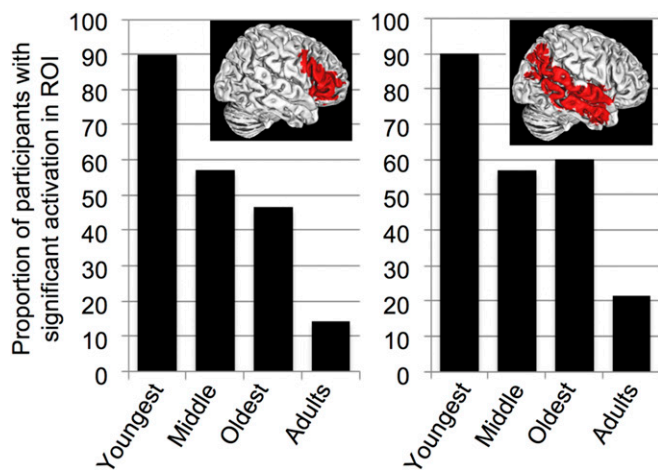 Proportion of participants with
significant activation in ROI
100
90
80
70
60
50
40
30
20
10
0
Youngest
Middle
Oldest
Adults
100
90
80
70
60
50
40
30
20
10
0
Youngest
Middle
Oldest
Adults